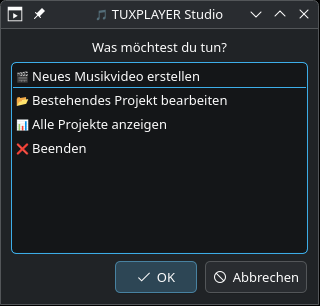 TUXPLAYER Studio
Was möchtest du tun?
Neues Musikvideo erstellen
Bestehendes Projekt bearbeiten
Alle Projekte anzeigen
Beenden
OK
Abbrechen